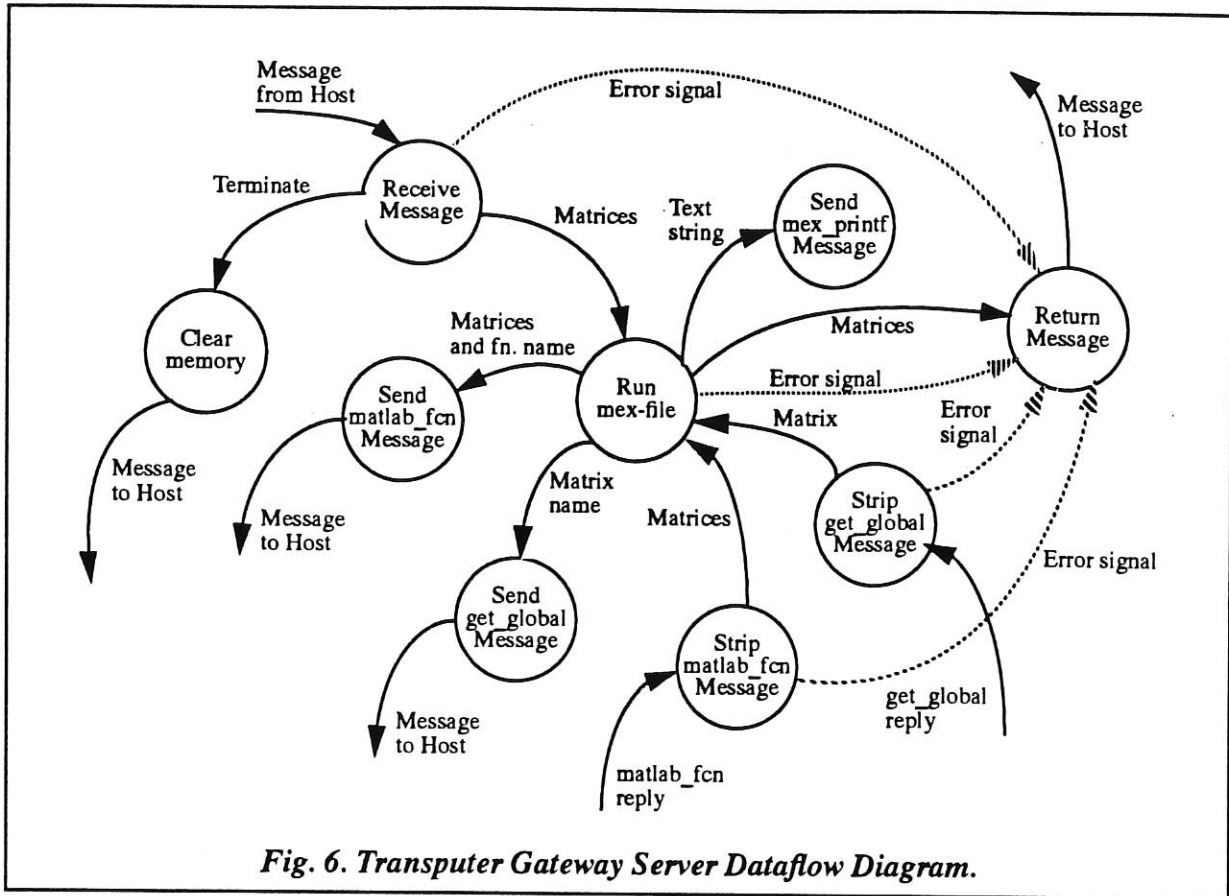 Message
from Host
Error signal
Message
to Host
Terminate
Receive
Message
Matrices
Text
string
Send
mex_printf
Message
Clear
memory
Matrices
and fn. name
Run
mex-file
Matrices
Return
Message
Error signal
Send
matlab_fcn
Message
Matrix
Error
signal
Message
to Host
Message
to Host
Matrix
name
Matrices
Strip
get_global
Message
Error signal
Send
get_global
Message
Strip
matlab_fcn
Message
Message
to Host
get_global
reply
matlab_fcn
reply
Fig. 6. Transputer Gateway Server Dataflow Diagram.